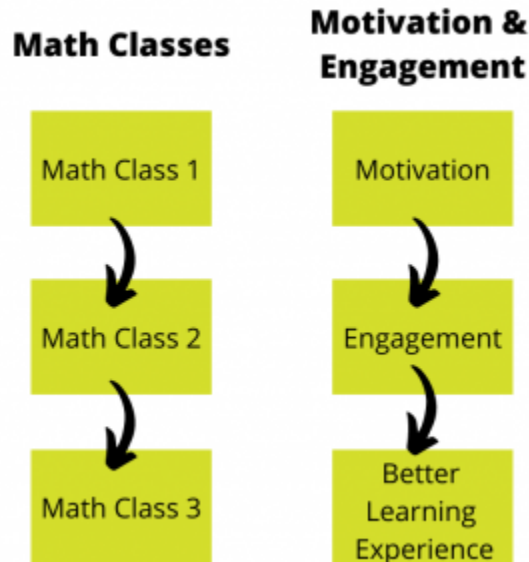 Math Classes
Math Class 1
Math Class 2
Math Class 3
Motivation &
Engagement
Motivation
Engagement
Better
Learning
Experience